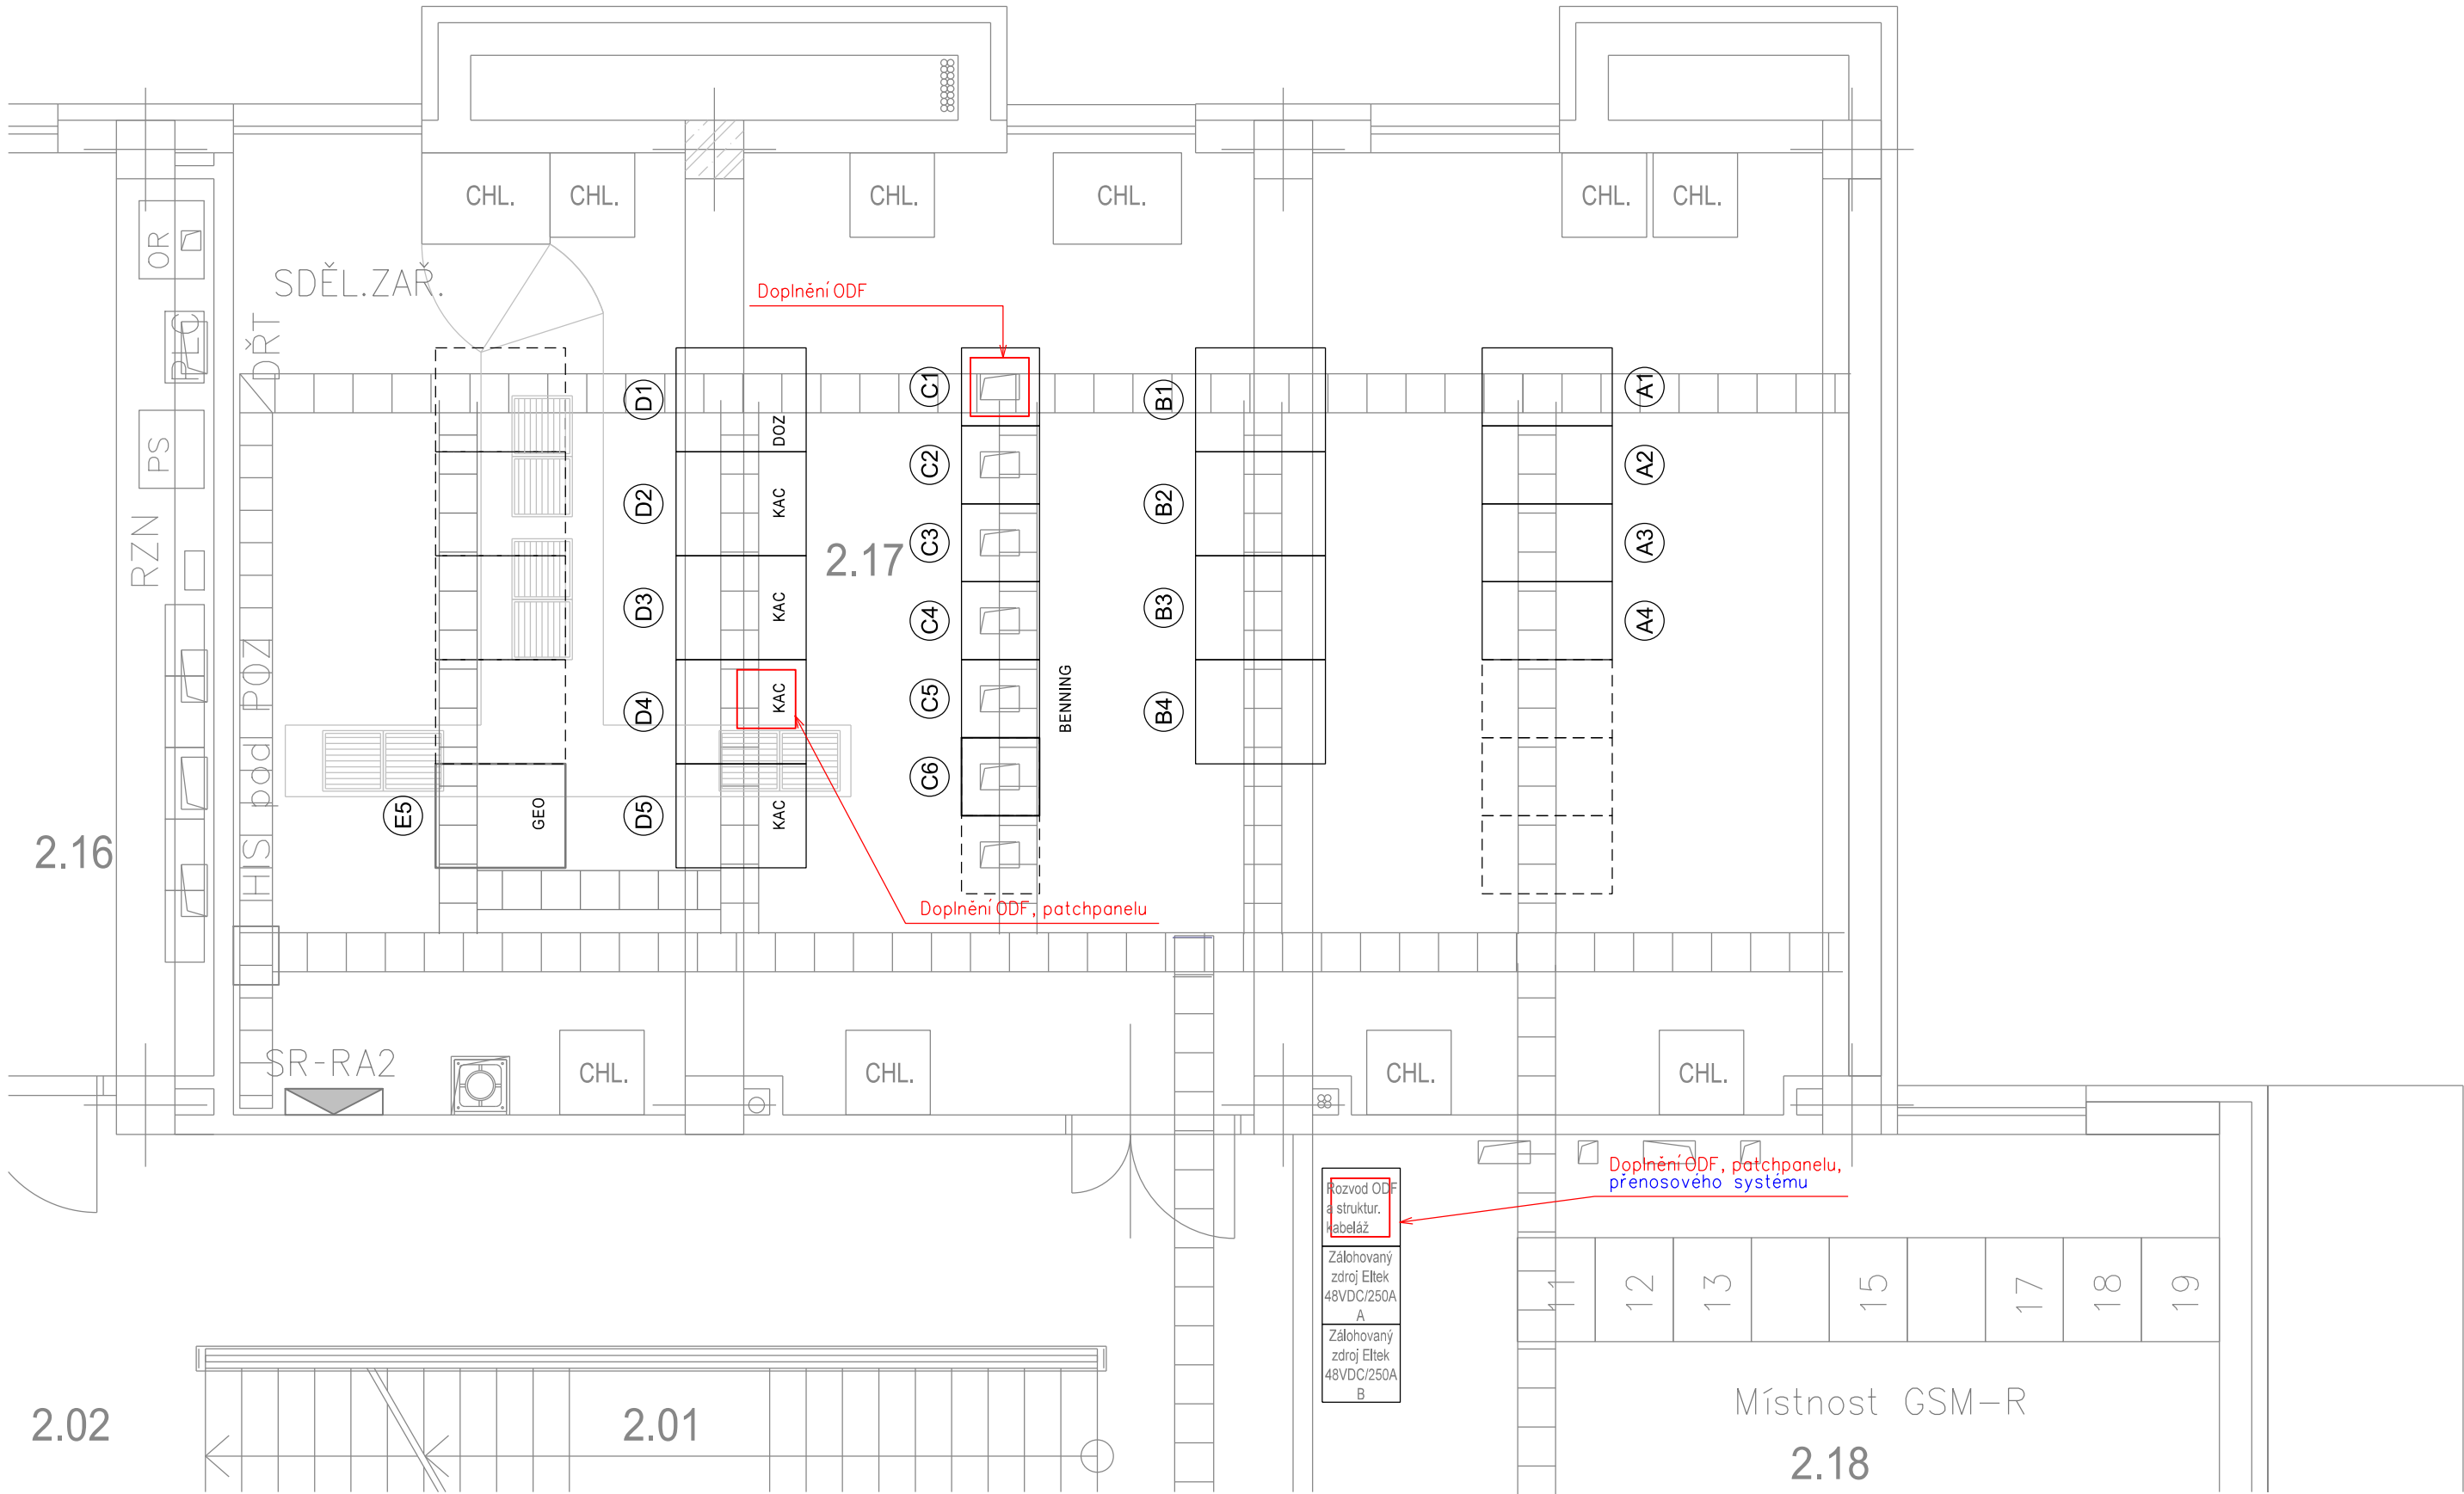 CHL.
CHL.
CHL.
CHL.
CHL.
CHL.
OR
SDĚL.ZAŘ.
Doplnění ODF
PLC
DŘT
D1
DOZ
C1
B1
A1
PS
D2
KAC
C2
B2
A2
RZN
2.17
C3
A3
D3
KAC
C4
B3
A4
HIS pod POZ
D4
KAC
C5
BENNING
B4
C6
E5
GEO
D5
KAC
2.16
Doplnění ODF, patchpanelu
SR-RA2
CHL.
CHL.
CHL.
CHL.
Doplnění ODF, patchpanelu,
přenosového systému
Rozvod ODF
a struktur.
kabeláž
Zálohovaný
zdroj Eltek
48VDC/250A
A
Zálohovaný
zdroj Eltek
48VDC/250A
B
11
12
13
15
17
18
19
Místnost GSM-R
2.18
2.02
2.01